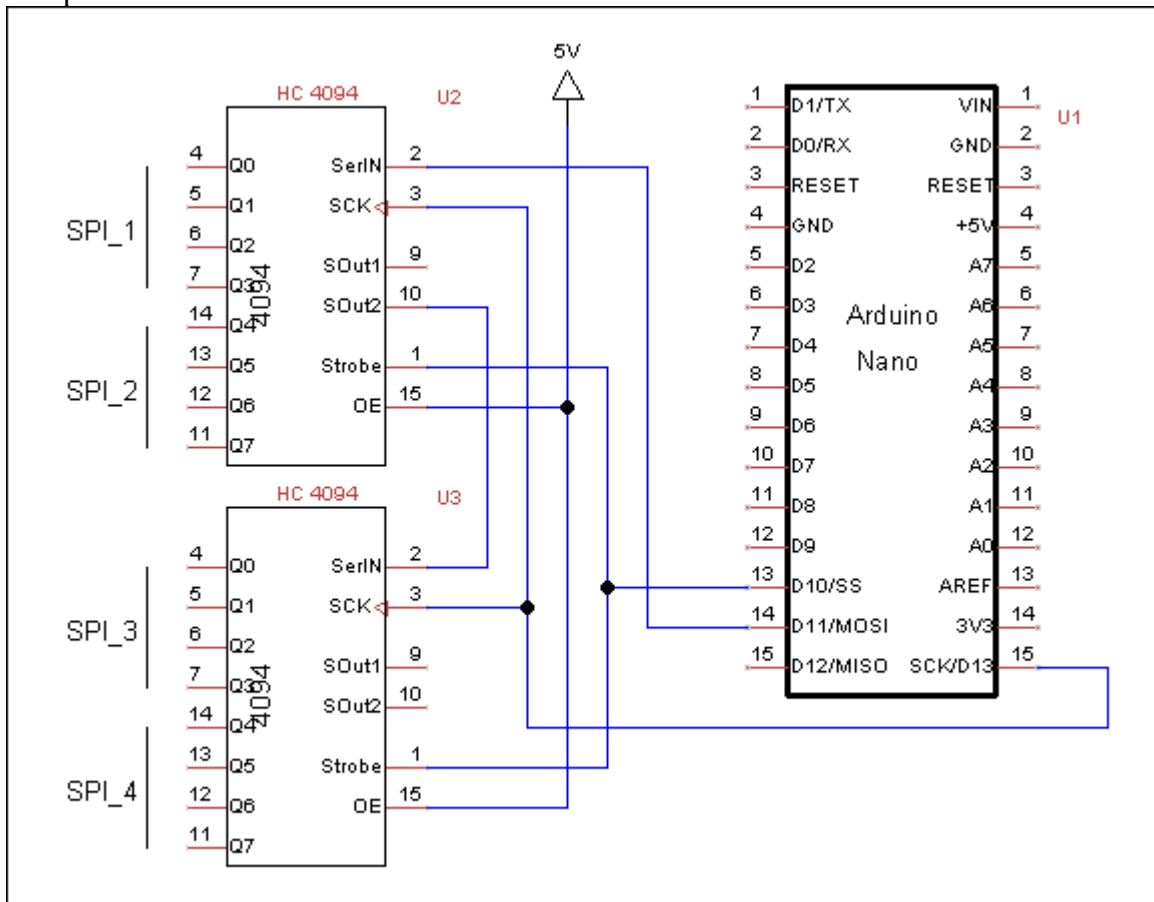 5V
HC 4094 U2
4 Q0 SerIN 2
5 Q1 SCK 3
6 Q2
SPI_1
7 Q3 SOut1 9
4094
14 Q4 SOut2 10
13 Q5 Strobe 1
SPI_2
12 Q6 OE 15
11 Q7
HC 4094 U3
4 Q0 SerIN 2
5 Q1 SCK 3
SPI_3
6 Q2
7 Q3 SOut1 9
4094
14 Q4 SOut2 10
13 Q5 Strobe 1
SPI_4
12 Q6 OE 15
11 Q7
U1
1 D1/TX VIN 1
2 D0/RX GND 2
3 RESET RESET 3
4 GND +5V 4
5 D2 A7 5
6 D3 A6 6
Arduino
7 D4 A5 7
Nano
8 D5 A4 8
9 D6 A3 9
10 D7 A2 10
11 D8 A1 11
12 D9 A0 12
13 D10/SS AREF 13
14 D11/MOSI 3V3 14
15 D12/MISO SCK/D13 15